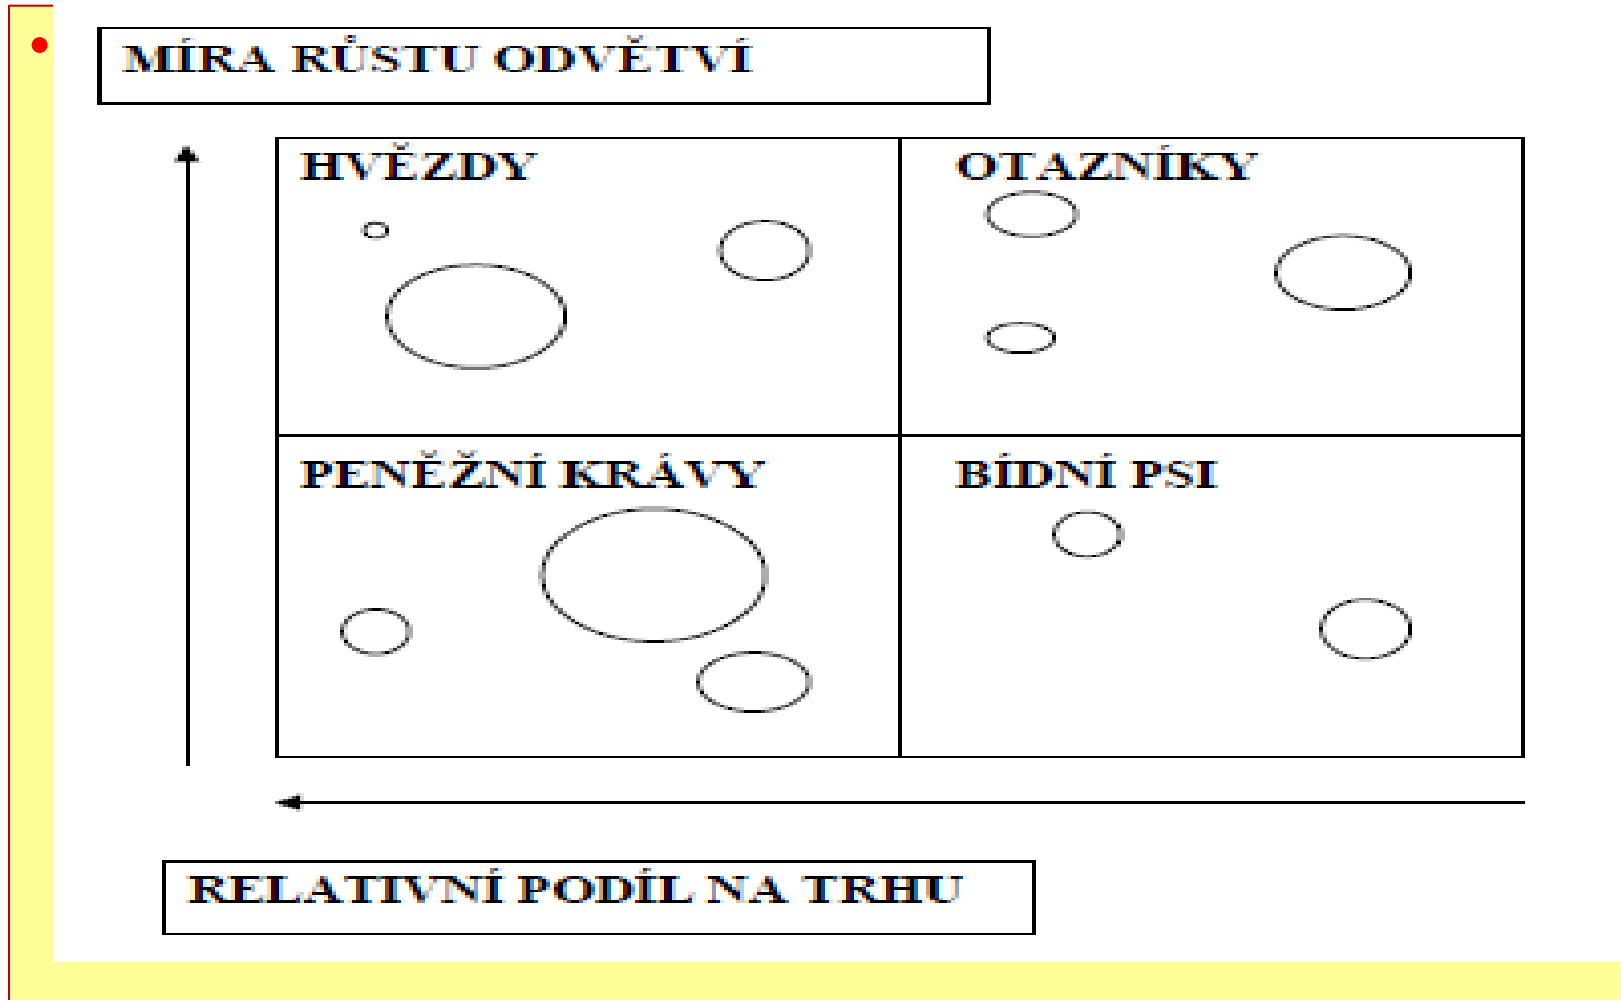 MÍRA RŮSTU ODVĚTVÍ
HVĚZDY
OTAZNÍKY
PENĚŽNÍ KRÁVY
BÍDNÍ PSI
RELATIVNÍ PODÍL NA TRHU